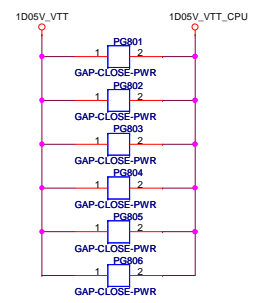 1D05V_VTT 1D05V_VTT_CPU
PG801
1 2
GAP-CLOSE-PWR
PG802
1 2
GAP-CLOSE-PWR
PG803
1 2
GAP-CLOSE-PWR
PG804
1 2
GAP-CLOSE-PWR
PG805
1 2
GAP-CLOSE-PWR
PG806
1 2
GAP-CLOSE-PWR